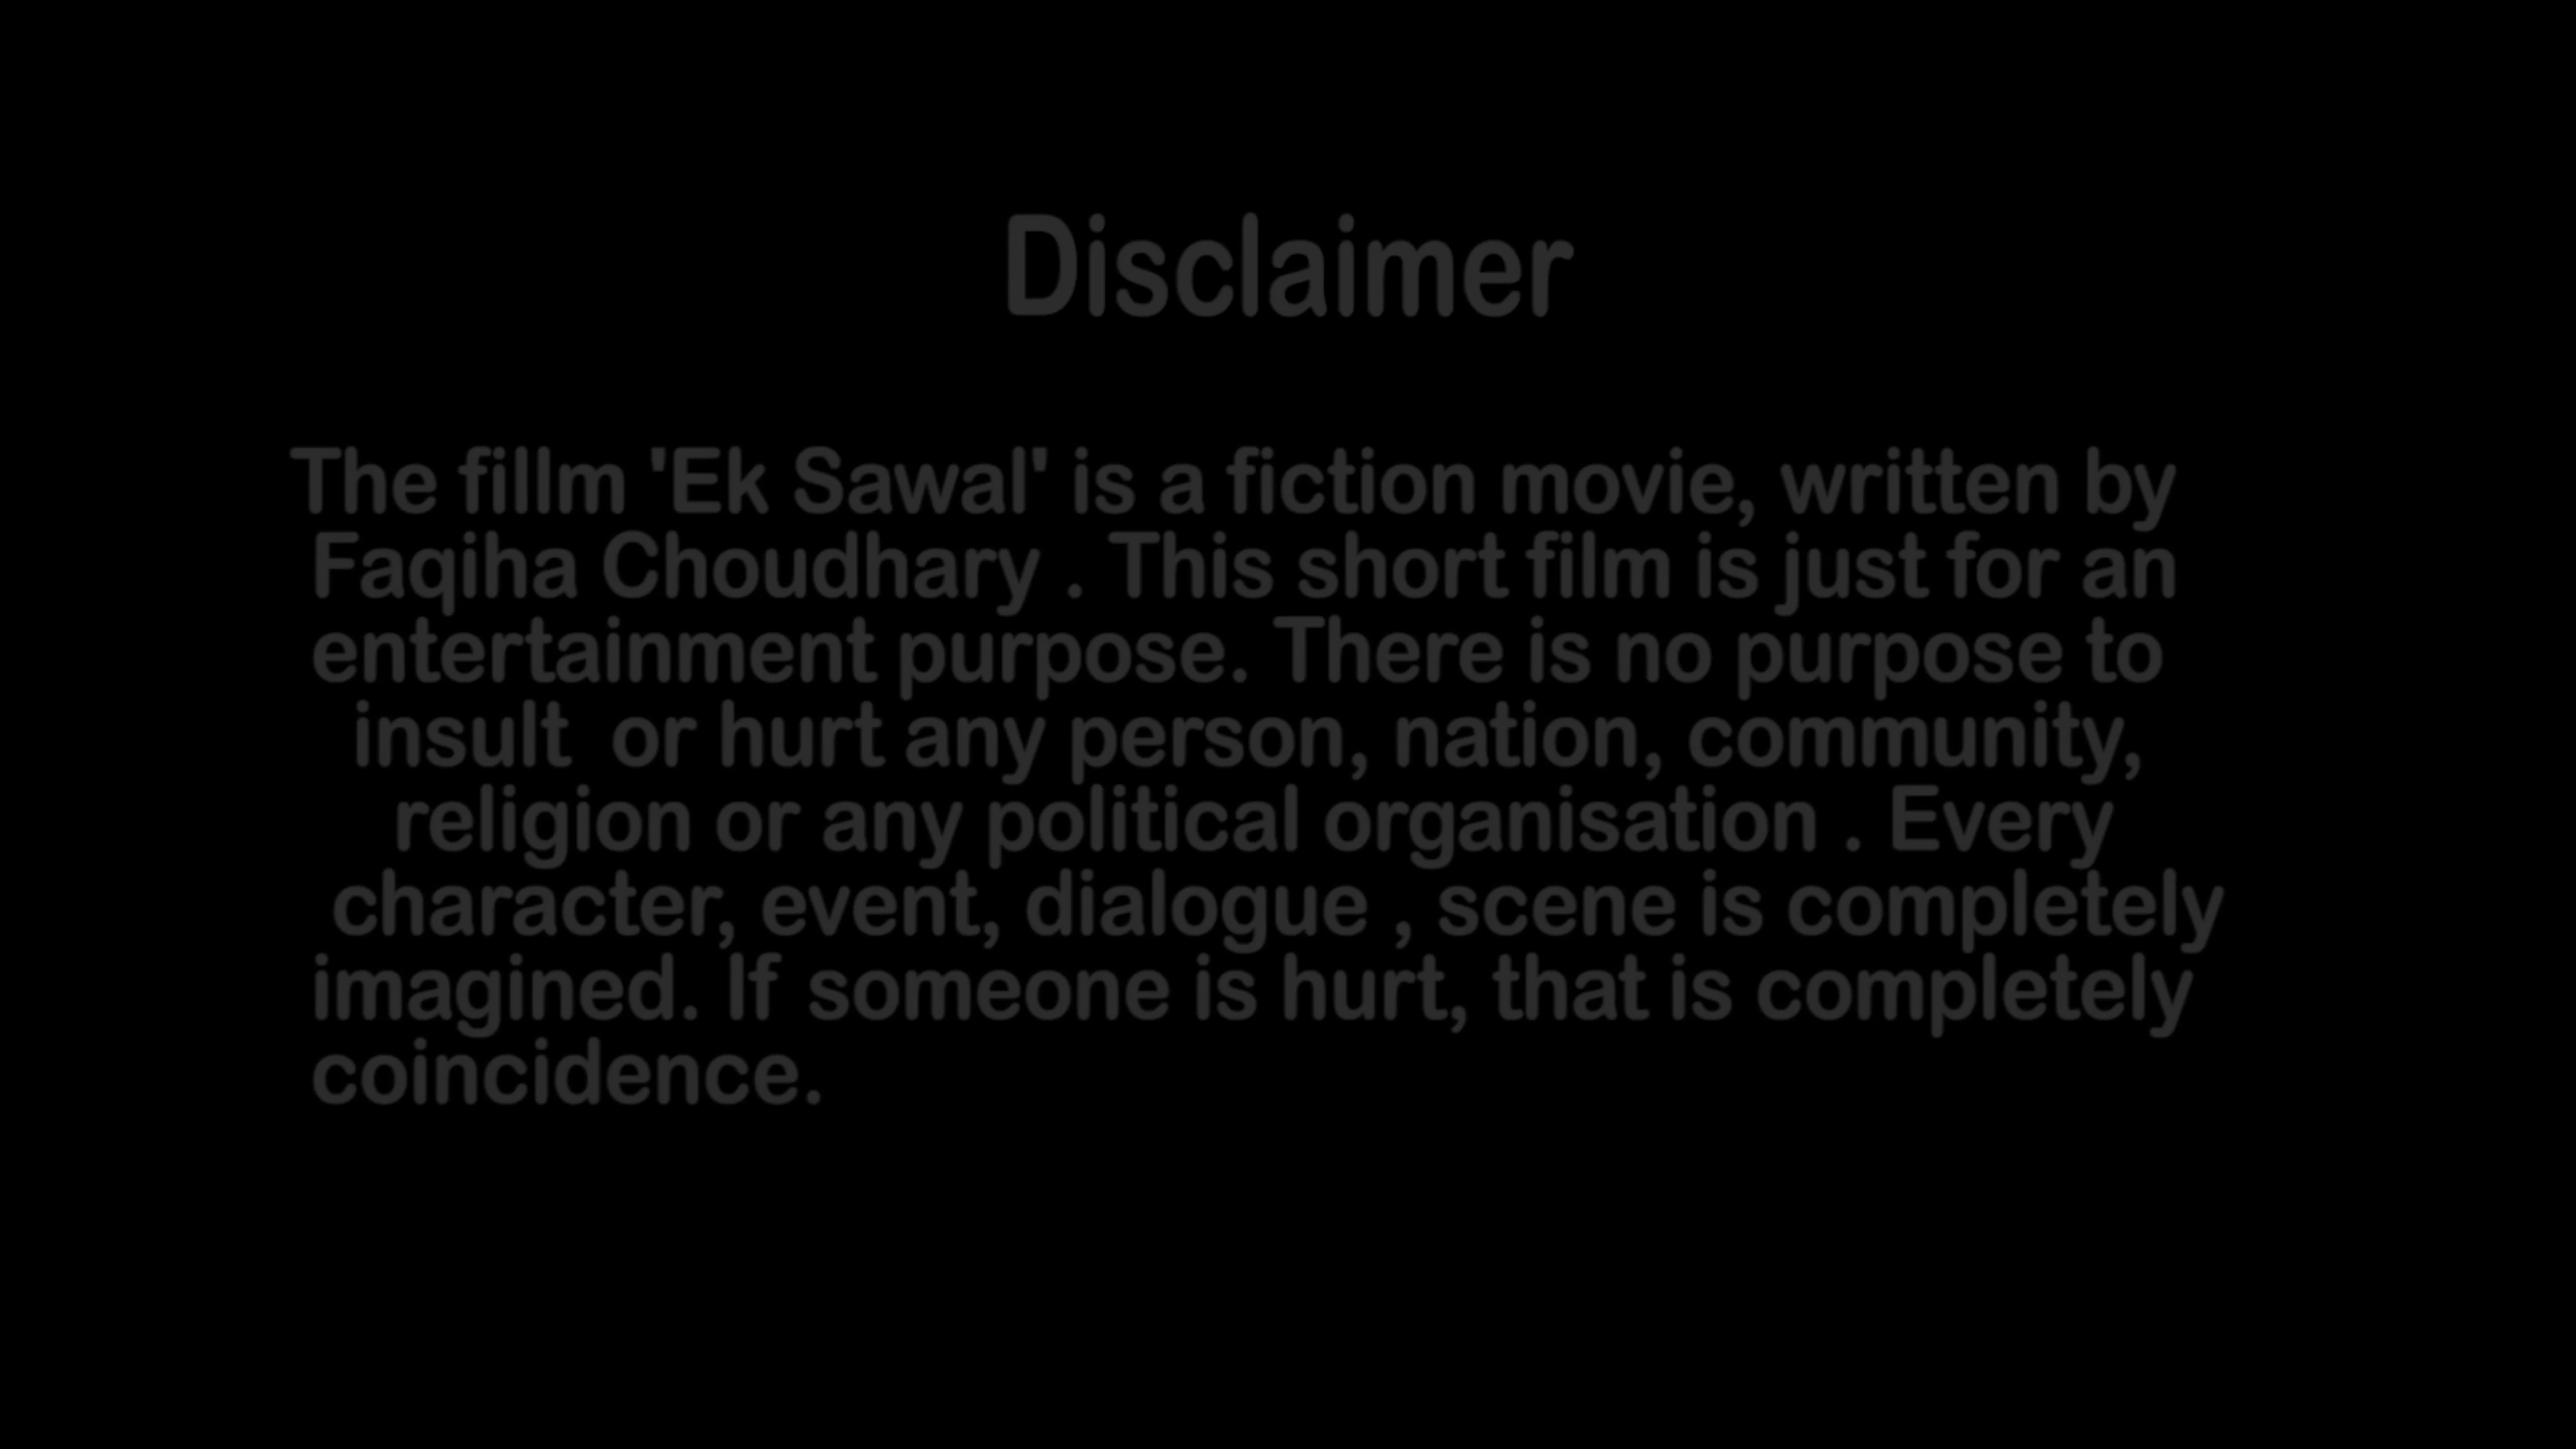 Disclaimer
The fillm 'Ek Sawal' is a fiction movie, written by
Faqiha Choudhary . This short film is just for an
entertainment purpose. There is no purpose to
insult  or hurt any person, nation, community,
religion or any political organisation . Every
character, event, dialogue , scene is completely
imagined. If someone is hurt, that is completely
coincidence.